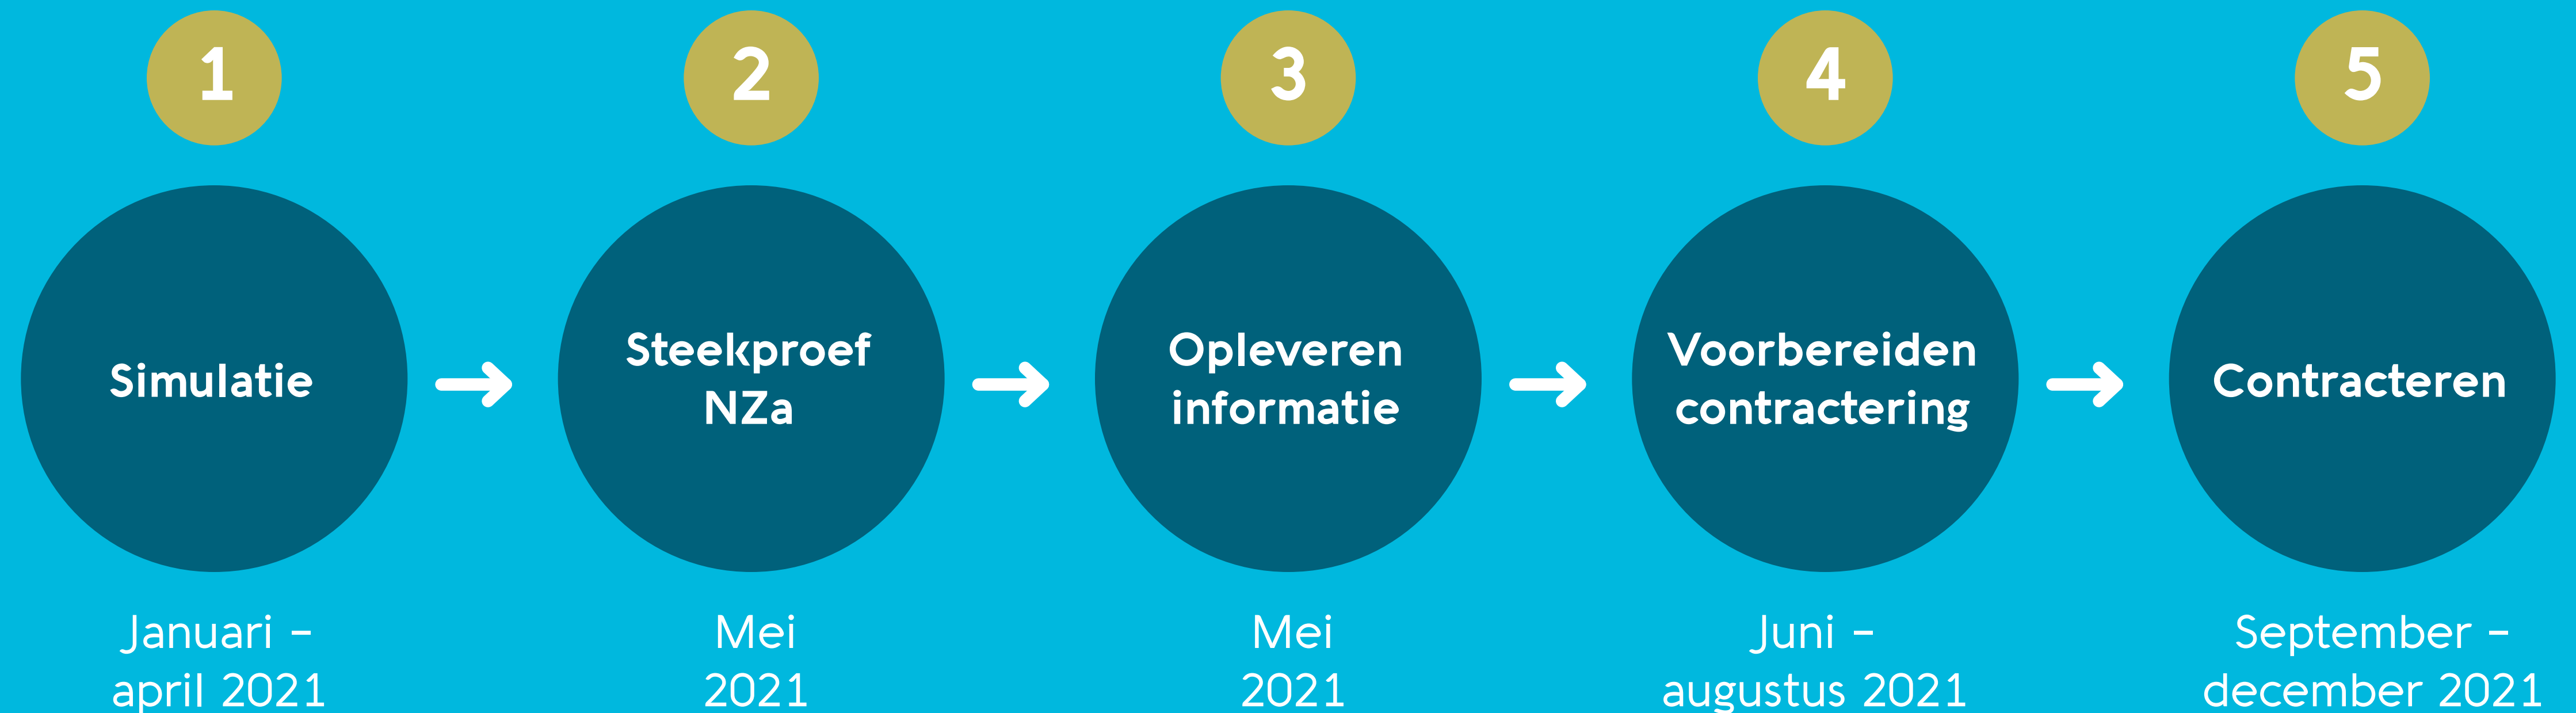 1
Simulatie
Januari –
april 2021
2
Steekproef
NZa
Mei
2021
3
Opleveren
informatie
Mei
2021
4
Voorbereiden
contractering
Juni –
augustus 2021
5
Contracteren
September –
december 2021